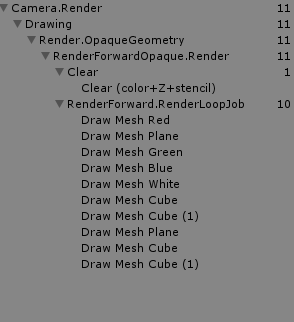 Camera.Render 11
Drawing 11
Render.OpaqueGeometry 11
RenderForwardOpaque.Render 11
Clear 1
Clear (color+Z+stencil)
RenderForward.RenderLoopJob 10
Draw Mesh Red
Draw Mesh Plane
Draw Mesh Green
Draw Mesh Blue
Draw Mesh White
Draw Mesh Cube
Draw Mesh Cube (1)
Draw Mesh Plane
Draw Mesh Cube
Draw Mesh Cube (1)